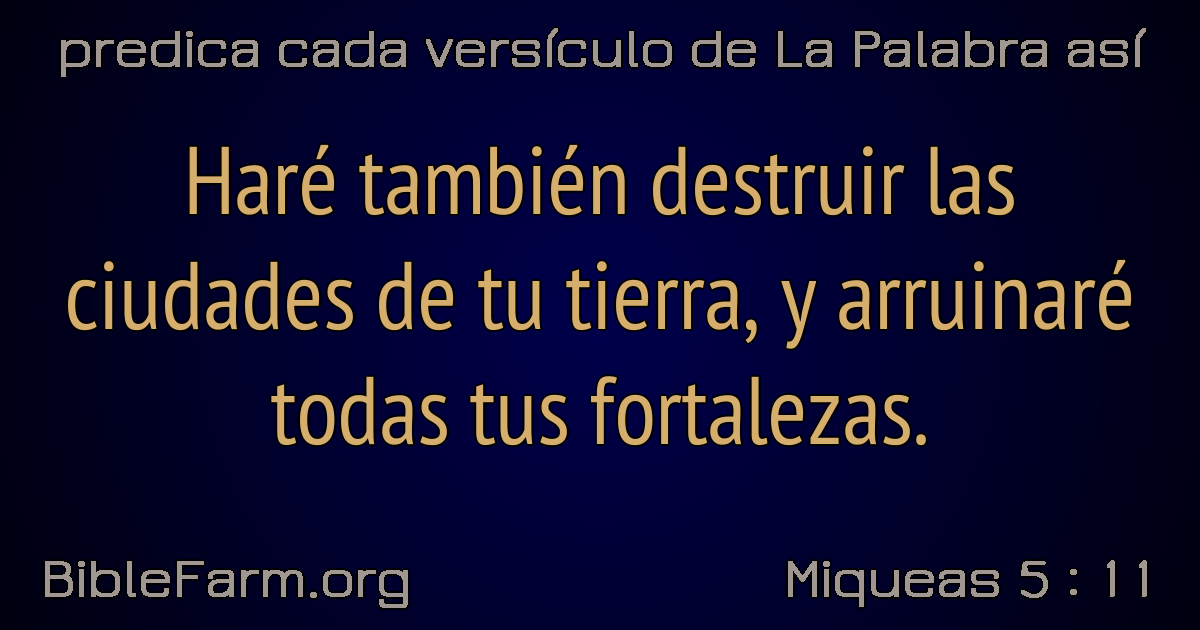 predica cada versículo de La Palabra así
Haré también destruir las
ciudades de tu tierra, y arruinaré
todas tus fortalezas.
BibleFarm.org
Miqueas 5 : 11